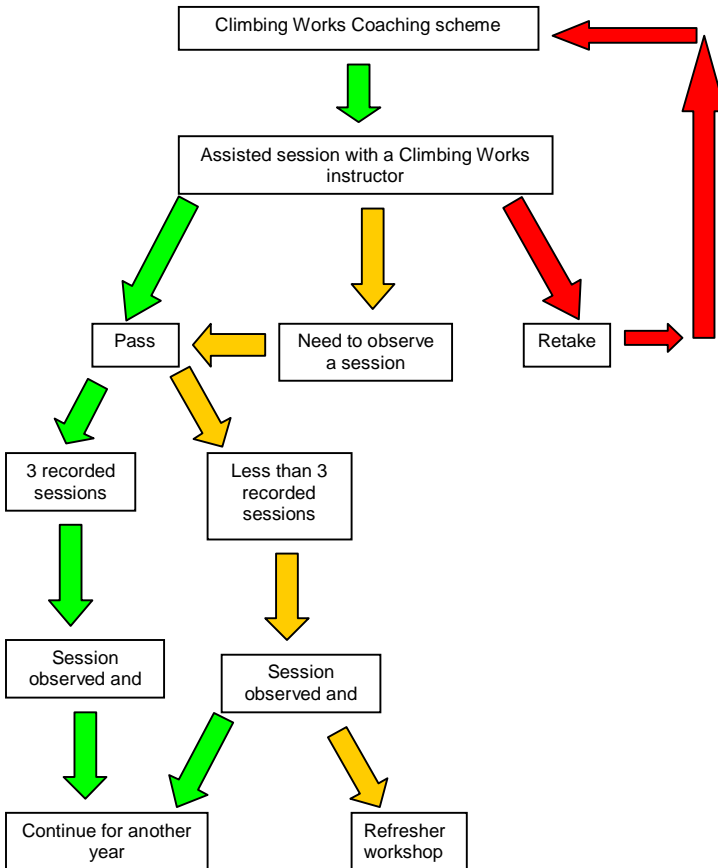 Climbing Works Coaching scheme
Assisted session with a Climbing Works
instructor
Pass
Need to observe
a session
Retake
3 recorded
sessions
Less than 3
recorded
sessions
Session
observed and
Session
observed and
Continue for another
year
Refresher
workshop